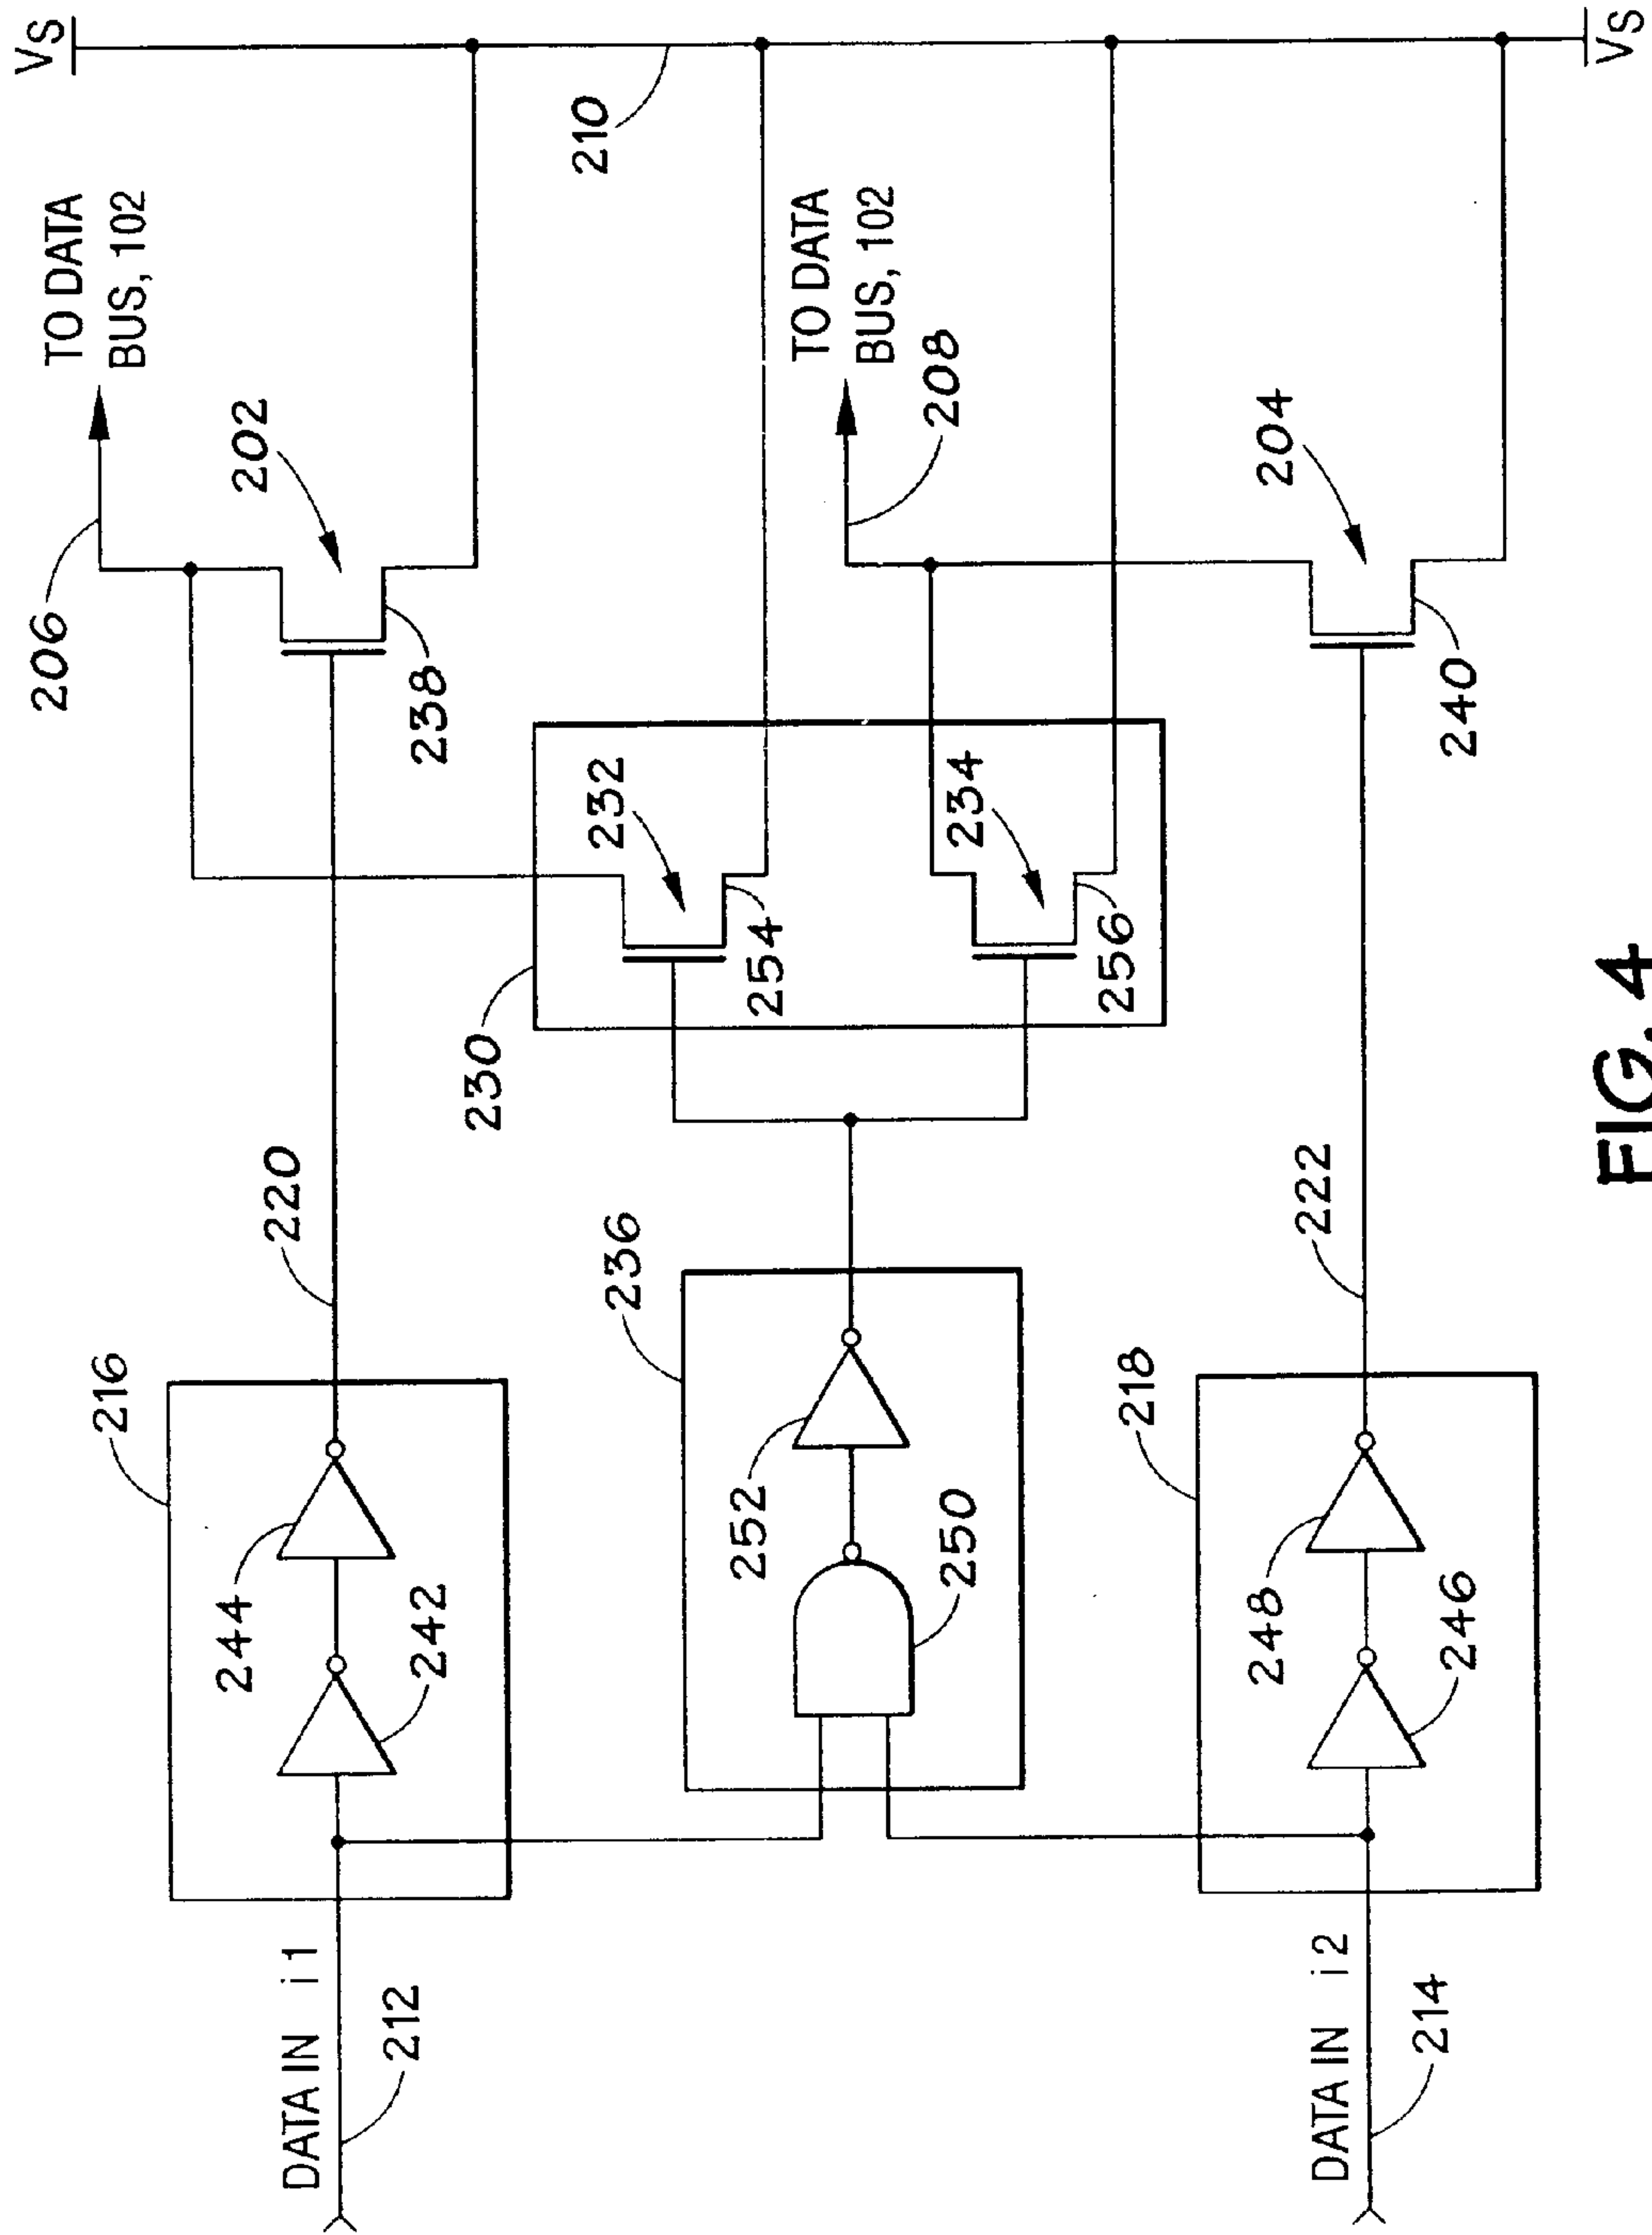 VS
TO DATA
BUS, 102
206
202
238
210
220
216
244
242
DATA IN i1
212
230
232
254
234
256
TO DATA
BUS, 102
208
236
252
250
204
240
222
218
248
246
DATA IN i2
214
VS
FIG. 4